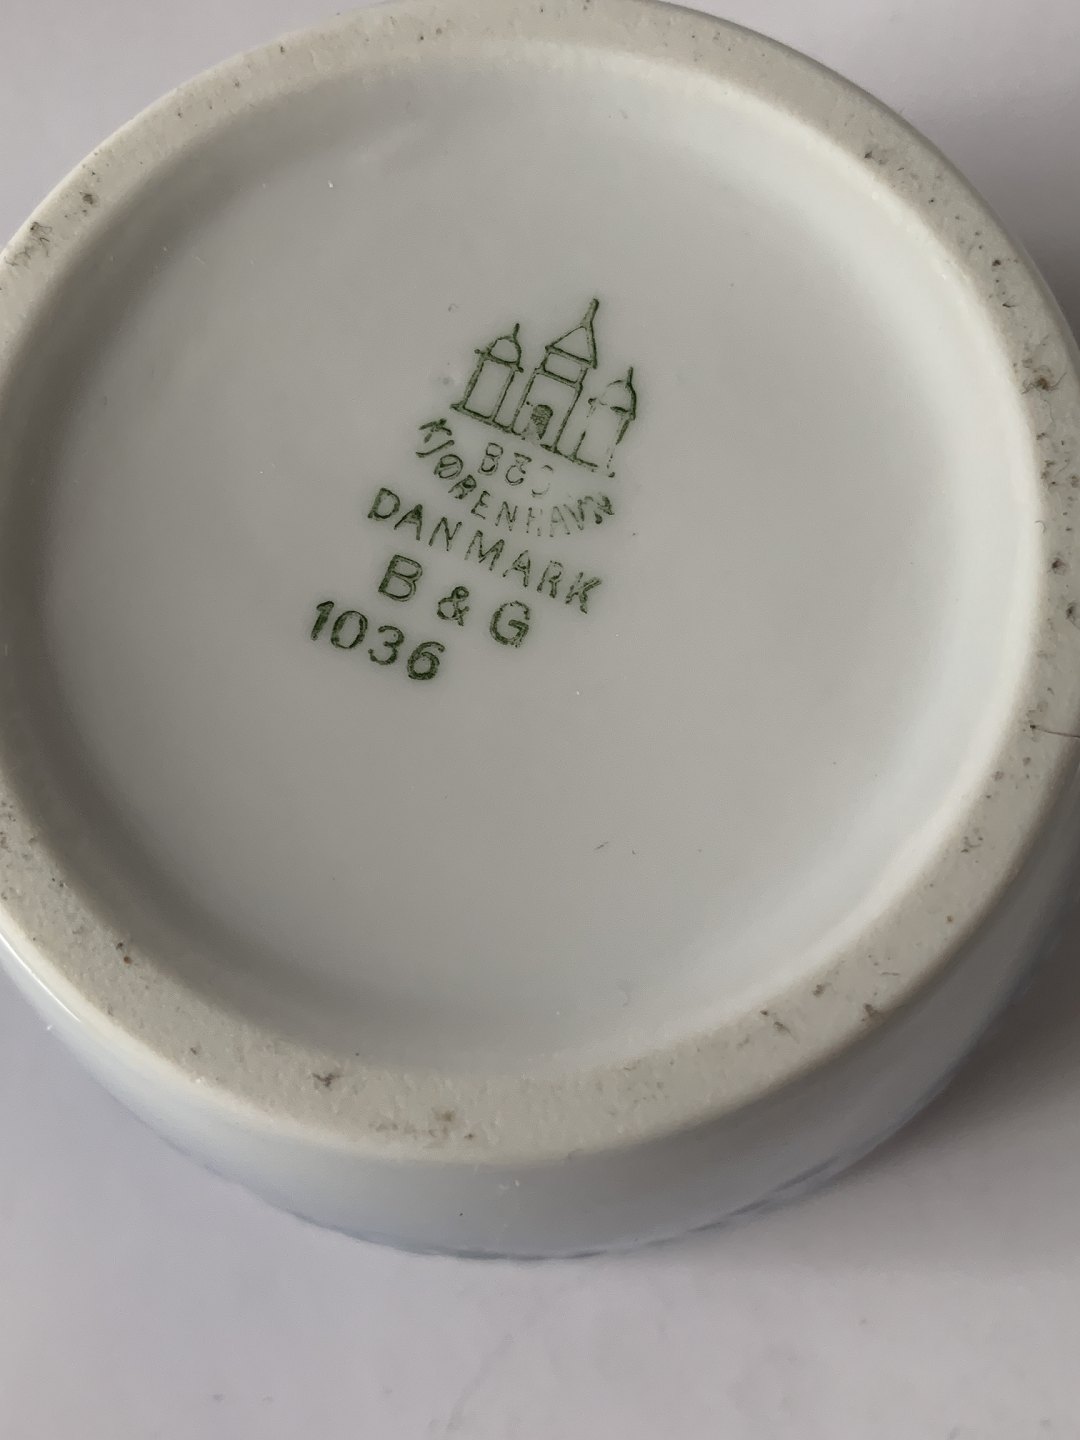 B&G
KJØBENHAVN
DANMARK
B & G
1036